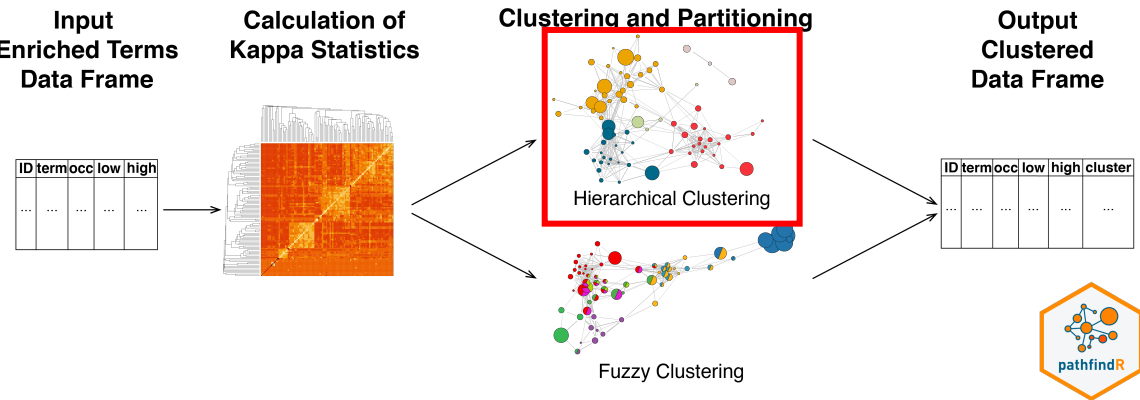 Input
Enriched Terms
Data Frame
Calculation of
Kappa Statistics
Clustering and Partitioning
Output
Clustered
Data Frame
ID term occ low high
... ... ... ... ...
Hierarchical Clustering
ID term occ low high cluster
... ... ... ... ... ...
Fuzzy Clustering
pathfindR